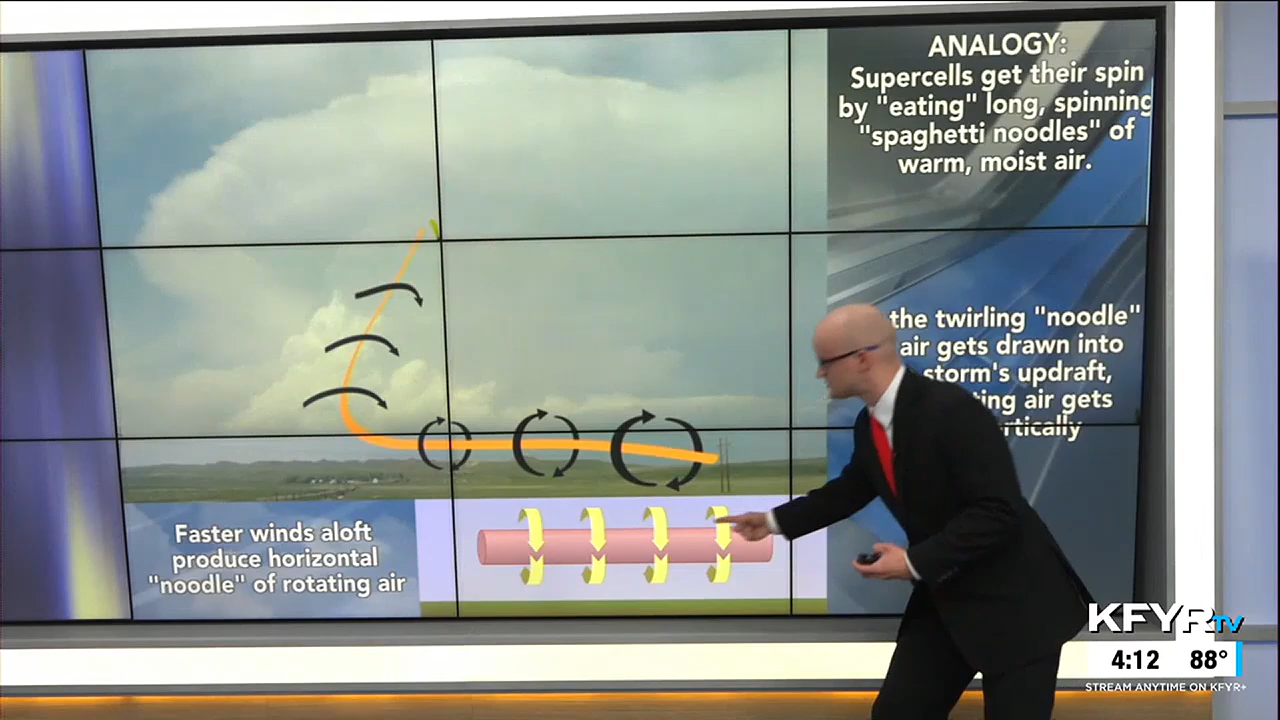 ANALOGY:
Supercells get their spin
by "eating" long, spinning
"spaghetti noodles" of
warm, moist air.
the twirling "noodle"
air gets drawn into
storm's updraft,
air gets
Faster winds aloft
produce horizontal
"noodle" of rotating air
KFYR TV
4:12 88°
STREAM ANYTIME ON KFYR+